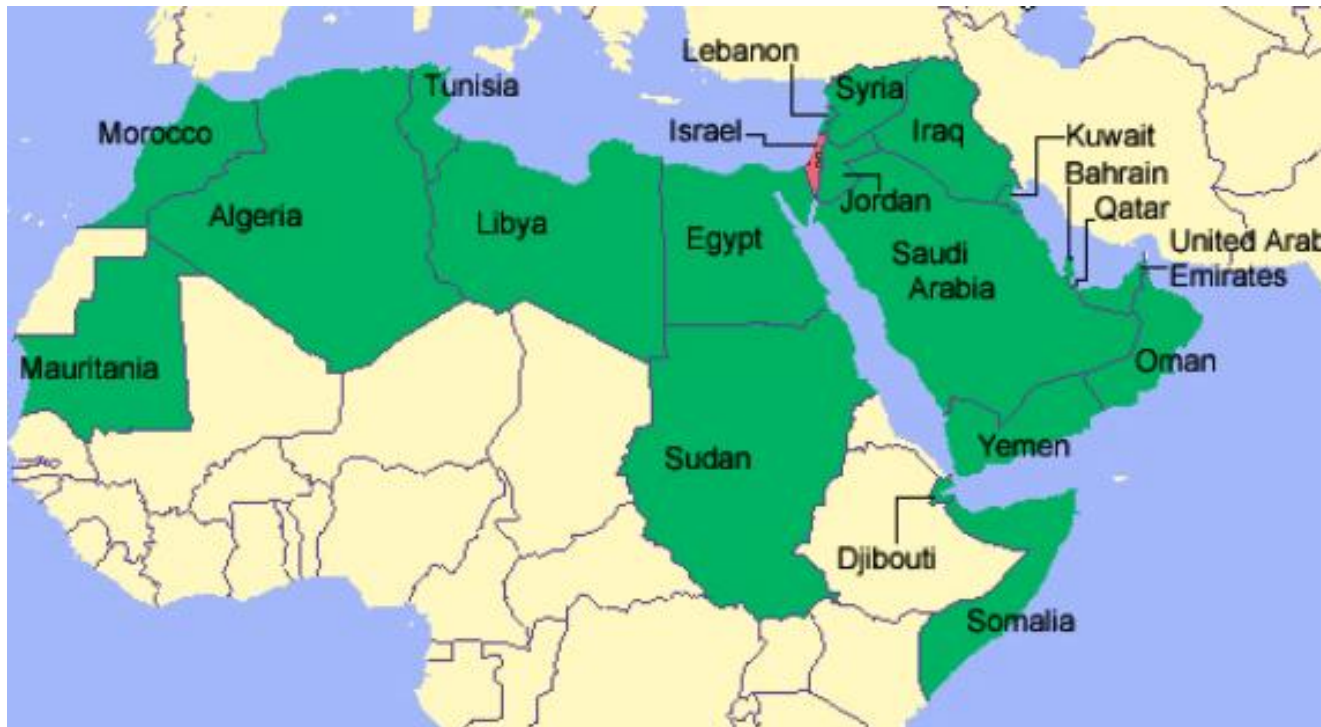 Lebanon
Syria
Tunisia
Morocco
Israel
Iraq
Kuwait
Bahrain
Qatar
Jordan
Algeria
Libya
Egypt
Saudi
Arabia
United Arab
Emirates
Mauritania
Oman
Sudan
Yemen
Djibouti
Somalia